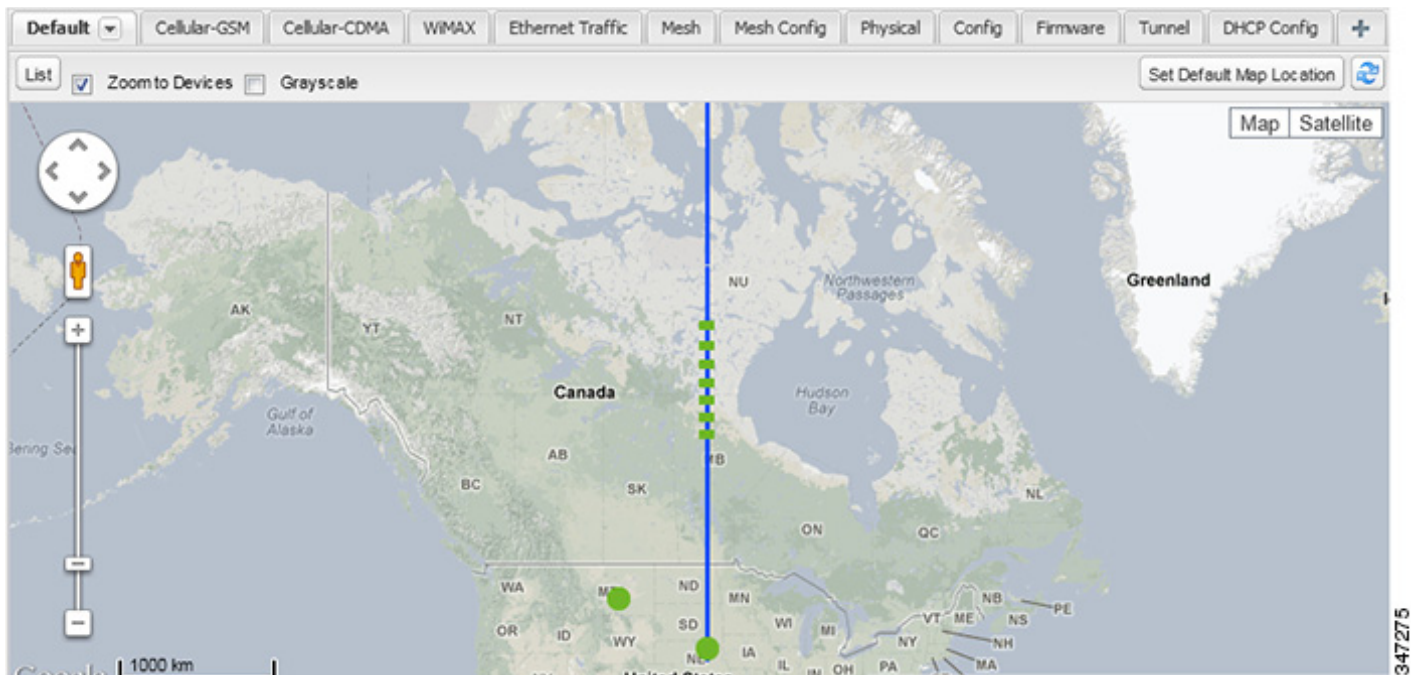 Default Cellular-GSM Cellular-CDMA WiMAX Ethernet Traffic Mesh Mesh Config Physical Config Firmware Tunnel DHCP Config +
List Zoom to Devices Grayscale Set Default Map Location
Map Satellite
NU
Northwestern
Passages
Greenland
AK
YT
NT
Canada
Hudson
Bay
Gulf of
Alaska
Bering Sea
AB
MB
BC
SK
NL
ON
QC
WA
ND
MN
NB
PE
OR
ID
WY
SD
WI
MI
NY
VT
ME
NS
NH
IA
IL
OH
PA
MA
1000 km
United States
347275